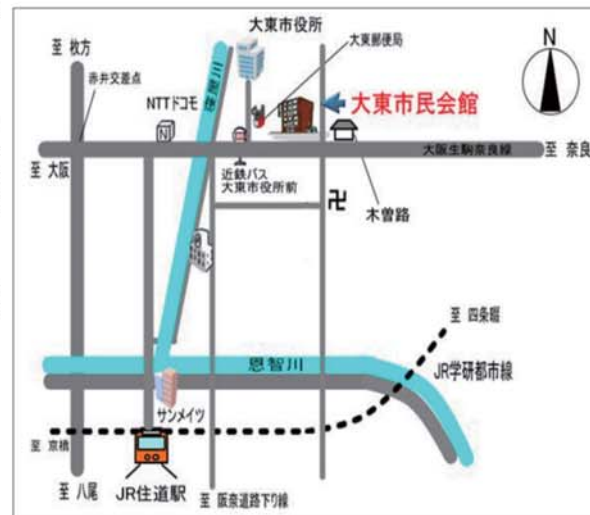 大東市役所
大東郵便局
至 枚方
赤井交差点
NTTドコモ
N
大東市民会館
N
大阪生駒奈良線
至 奈良
至 大阪
近鉄バス
大東市役所前
卍
木曽路
至 四条畷
恩智川
JR学研都市線
サンメイツ
至 京橋
至 八尾
JR住道駅
至 阪奈道路下り線